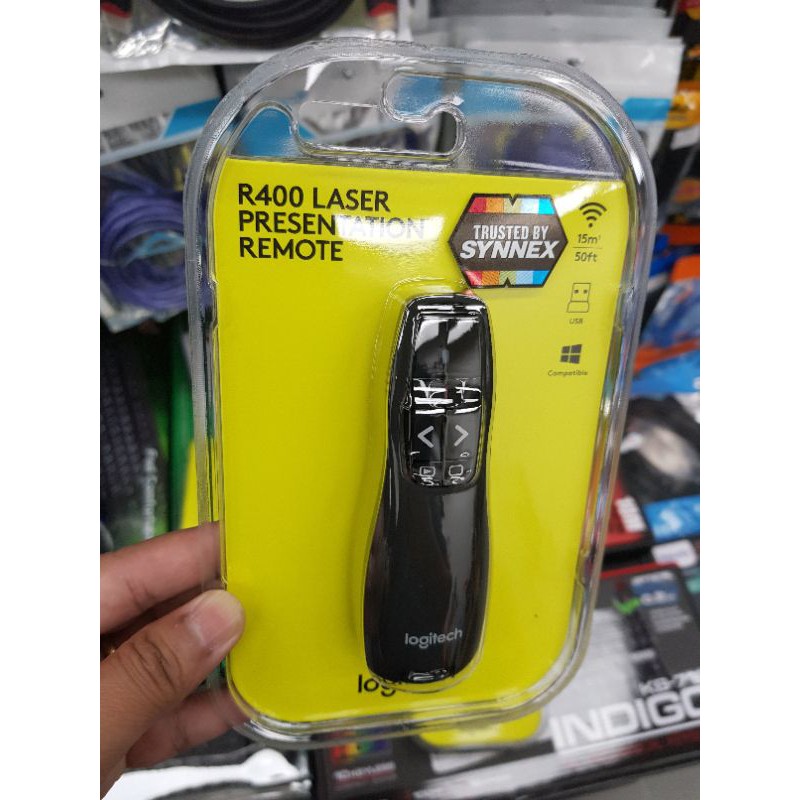 R400 LASER
PRESENTATION
REMOTE
TRUSTED BY
SYNNEX
15m
50ft
USB
Compatible
logitech
INDIGO